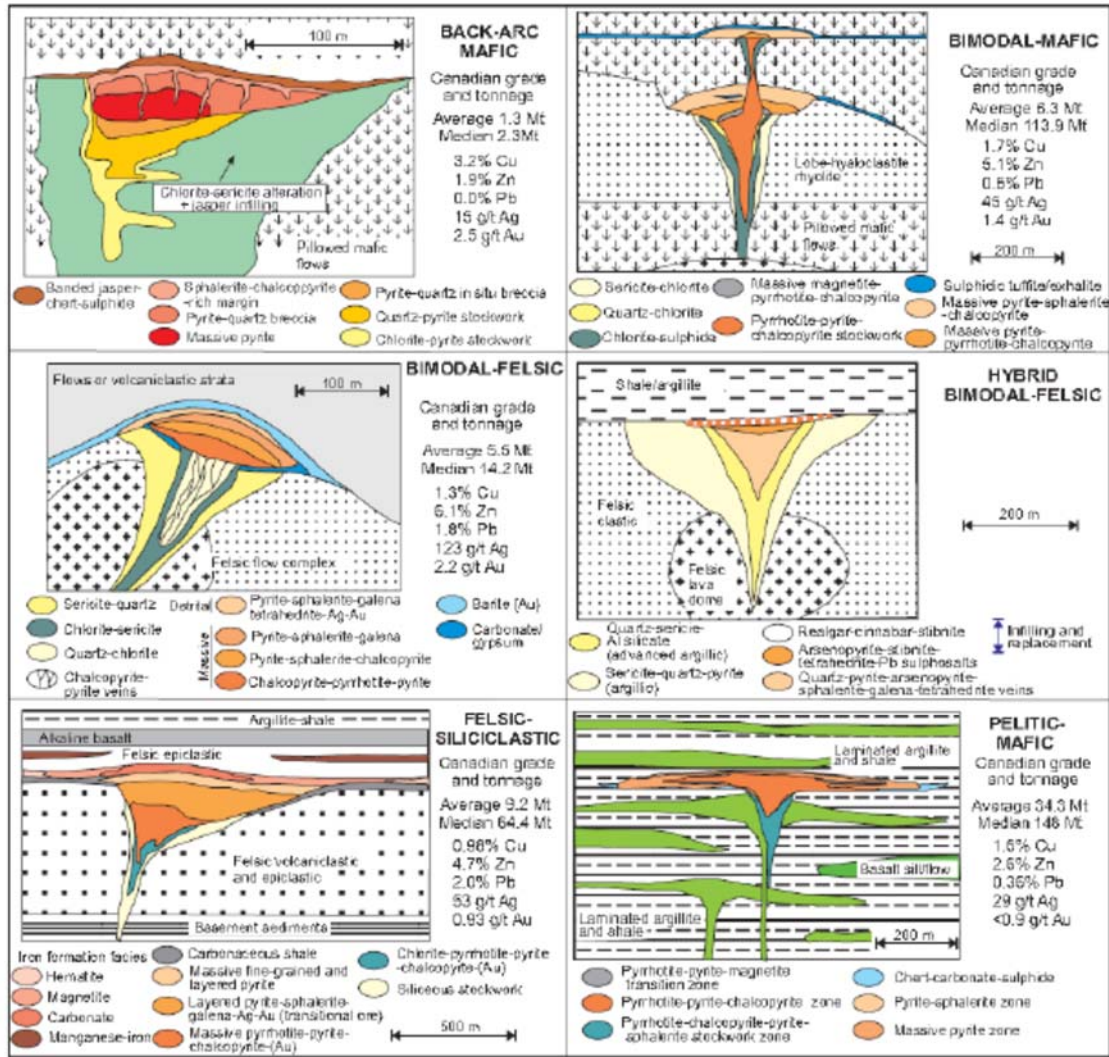 100 m
BACK-ARC
MAFIC
Canadian grade
and tonnage
Average 1.3 Mt
Median 2.3Mt
3.2% Cu
1.9% Zn
0.0% Pb
15 g/t Ag
2.5 g/t Au
Chlorite-sericite alteration
+ jasper infilling
Pillowed mafic
flows
Banded jasper-
chert-sulphide
Sphalerite-chalcopyrite
-rich margin
Pyrite-quartz breccia
Massive pyrite
Pyrite-quartz in situ breccia
Quartz-pyrite stockwork
Chlorite-pyrite stockwork
BIMODAL-MAFIC
Canadian grade
and tonnage
Average 6.3 Mt
Median 113.9 Mt
1.7% Cu
5.1% Zn
0.6% Pb
45 g/t Ag
1.4 g/t Au
200 m
Lobe-hyaloclastite
rhyolite
Pillowed mafic
flows
Sericite-chlorite
Quartz-chlorite
Chlorite-sulphide
Massive magnetite-
pyrrhotite-chalcopyrite
Pyrrhotite-pyrite-
chalcopyrite stockwork
Sulphidic tuffite/exhalite
Massive pyrite-sphalerite
-chalcopyrite
Massive pyrite-
pyrrhotite-chalcopyrite
Flows or volcaniclastic strata
100 m
BIMODAL-FELSIC
Canadian grade
and tonnage
Average 5.5 Mt
Median 14.2 Mt
1.3% Cu
6.1% Zn
1.8% Pb
123 g/t Ag
2.2 g/t Au
Felsic flow complex
Sericite-quartz
Chlorite-sericite
Quartz-chlorite
Chalcopyrite-
pyrite veins
Detrital
Massive
Pyrite-sphalerite-galena
tetrahedrite-Ag-Au
Pyrite-sphalerite-galena
Pyrite-sphalerite-chalcopyrite
Chalcopyrite-pyrrhotite-pyrite
Barite (Au)
Carbonate/
gypsum
Shale/argillite
HYBRID
BIMODAL-FELSIC
200 m
Felsic
clastic
Felsic
lava
dome
Quartz-sericie-
Al silicate
(advanced argillic)
Sericite-quartz-pyrite
(argillic)
Realgar-cinnabar-stibnite
Arsenopyrite-stibnite-
tetrahedrite-Pb sulphosalts
Quartz-pyrite-arsenopyrite-
sphalerite-galena-tetrahedrite veins
Infilling and
replacement
Argillite-shale
Alkaline basalt
Felsic epiclastic
FELSIC-
SILICICLASTIC
Canadian grade
and tonnage
Average 9.2 Mt
Median 64.4 Mt
0.98% Cu
4.7% Zn
2.0% Pb
53 g/t Ag
0.93 g/t Au
Felsic volcaniclastic
and epiclastic
Basement sediments
Iron formation facies
Hematite
Magnetite
Carbonate
Manganese-iron
Carbonaceous shale
Massive fine-grained and
layered pyrite
Layered pyrite-sphalerite-
galena-Ag-Au (transitional ore)
Massive pyrrhotite-pyrite-
chalcopyrite-(Au)
Chlorite-pyrrhotite-pyrite
-chalcopyrite-(Au)
Siliceous stockwork
500 m
Laminated argillite
and shale
PELITIC-
MAFIC
Canadian grade
and tonnage
Average 34.3 Mt
Median 148 Mt
1.6% Cu
2.6% Zn
0.36% Pb
29 g/t Ag
<0.9 g/t Au
Basalt sill/flow
Laminated argillite
and shale
200 m
Pyrrhotite-pyrite-magnetite
transition zone
Pyrrhotite-pyrite-chalcopyrite zone
Pyrrhotite-chalcopyrite-pyrite-
sphalerite stockwork zone
Chert-carbonate-sulphide
Pyrite-sphalerite zone
Massive pyrite zone